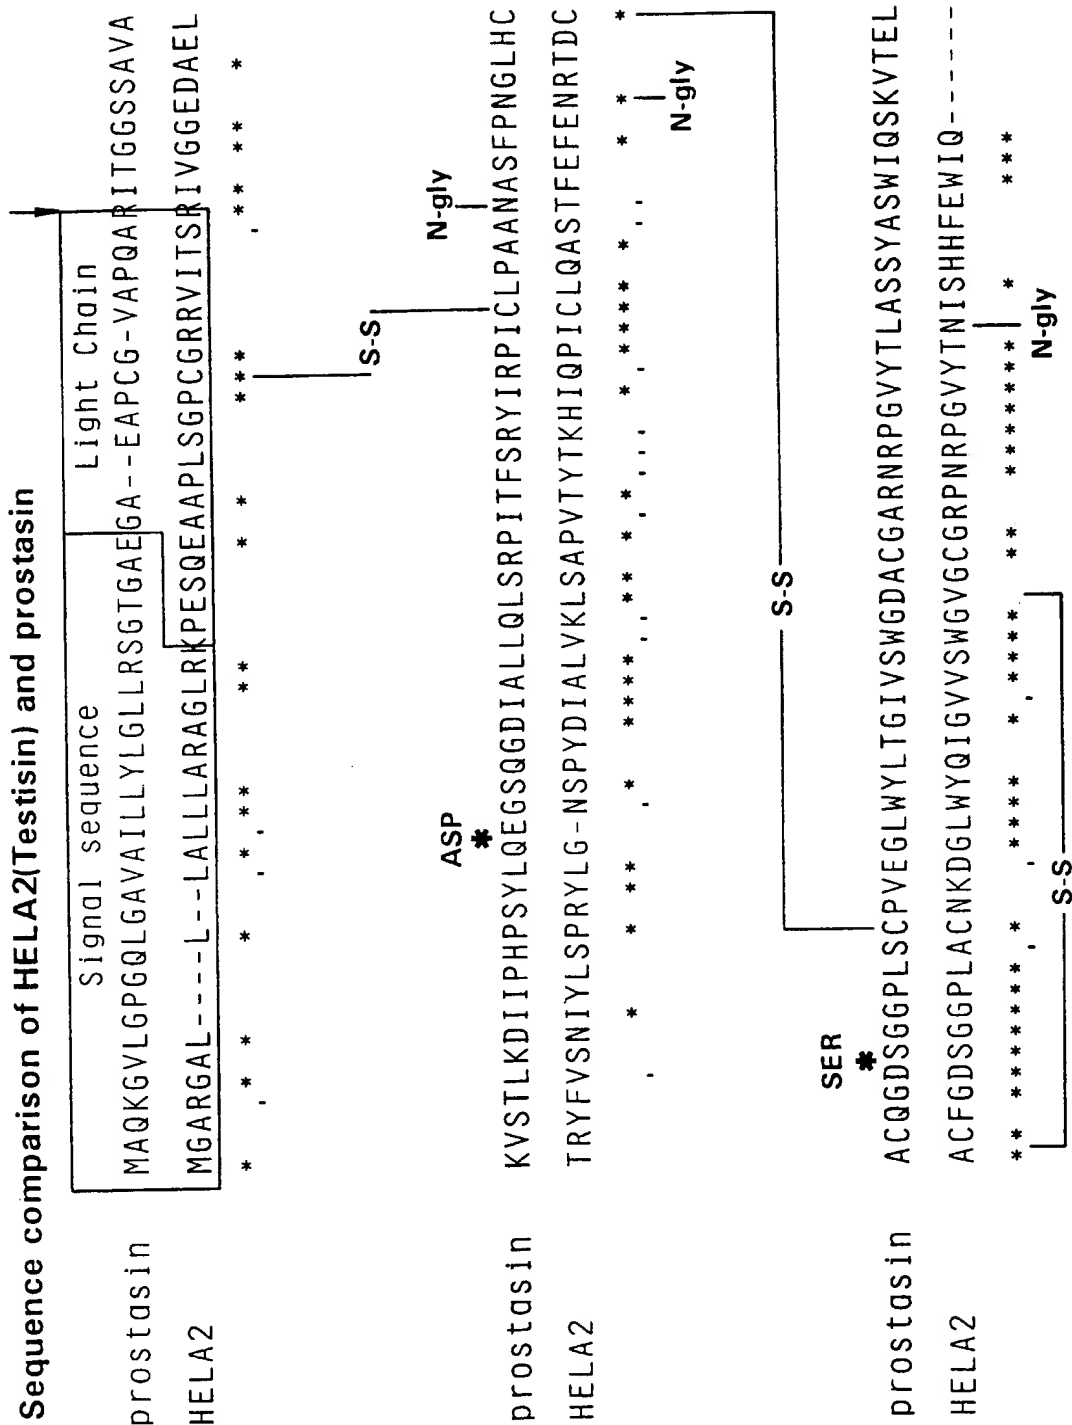 Sequence comparison of HELA2(Testisin) and prostasin
Signal sequence
Light Chain
prostasin MAQKGVLGPGQLGAVAILLYLGLLRSGTGAEGA--EAPCG-VAPQARITGGSSAVA
HELA2 MGARGAL----L--LALLLARAGLRKPESQEAAPLSGPCGRRVITSRIVGGEDAEL
S-S
N-gly
ASP
*
prostasin KVSTLKDIIPHPSYLQEGSQGDIALLQLSRPITFSRYIRPICLPAANASFPNGLHC
HELA2 TRYFVSNIYLSPRYLG-NSPYDIALVKLSAPVTYTKHIQPICLQASTFEFENRTDC
N-gly
S-S
SER
*
prostasin ACQGDSGGPLSCPVEGLWYLTGIVSWGDACGARNRPGVYTLASSYASWIQSKVTEL
HELA2 ACFGDSGGPLACNKDGLWYQIGVVSWGVGCGRPNRPGVYTNISHHFEWIQ------
N-gly
S-S